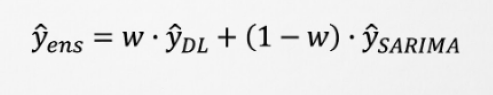 ŷ_ens = w · ŷ_DL + (1 − w) · ŷ_SARIMA